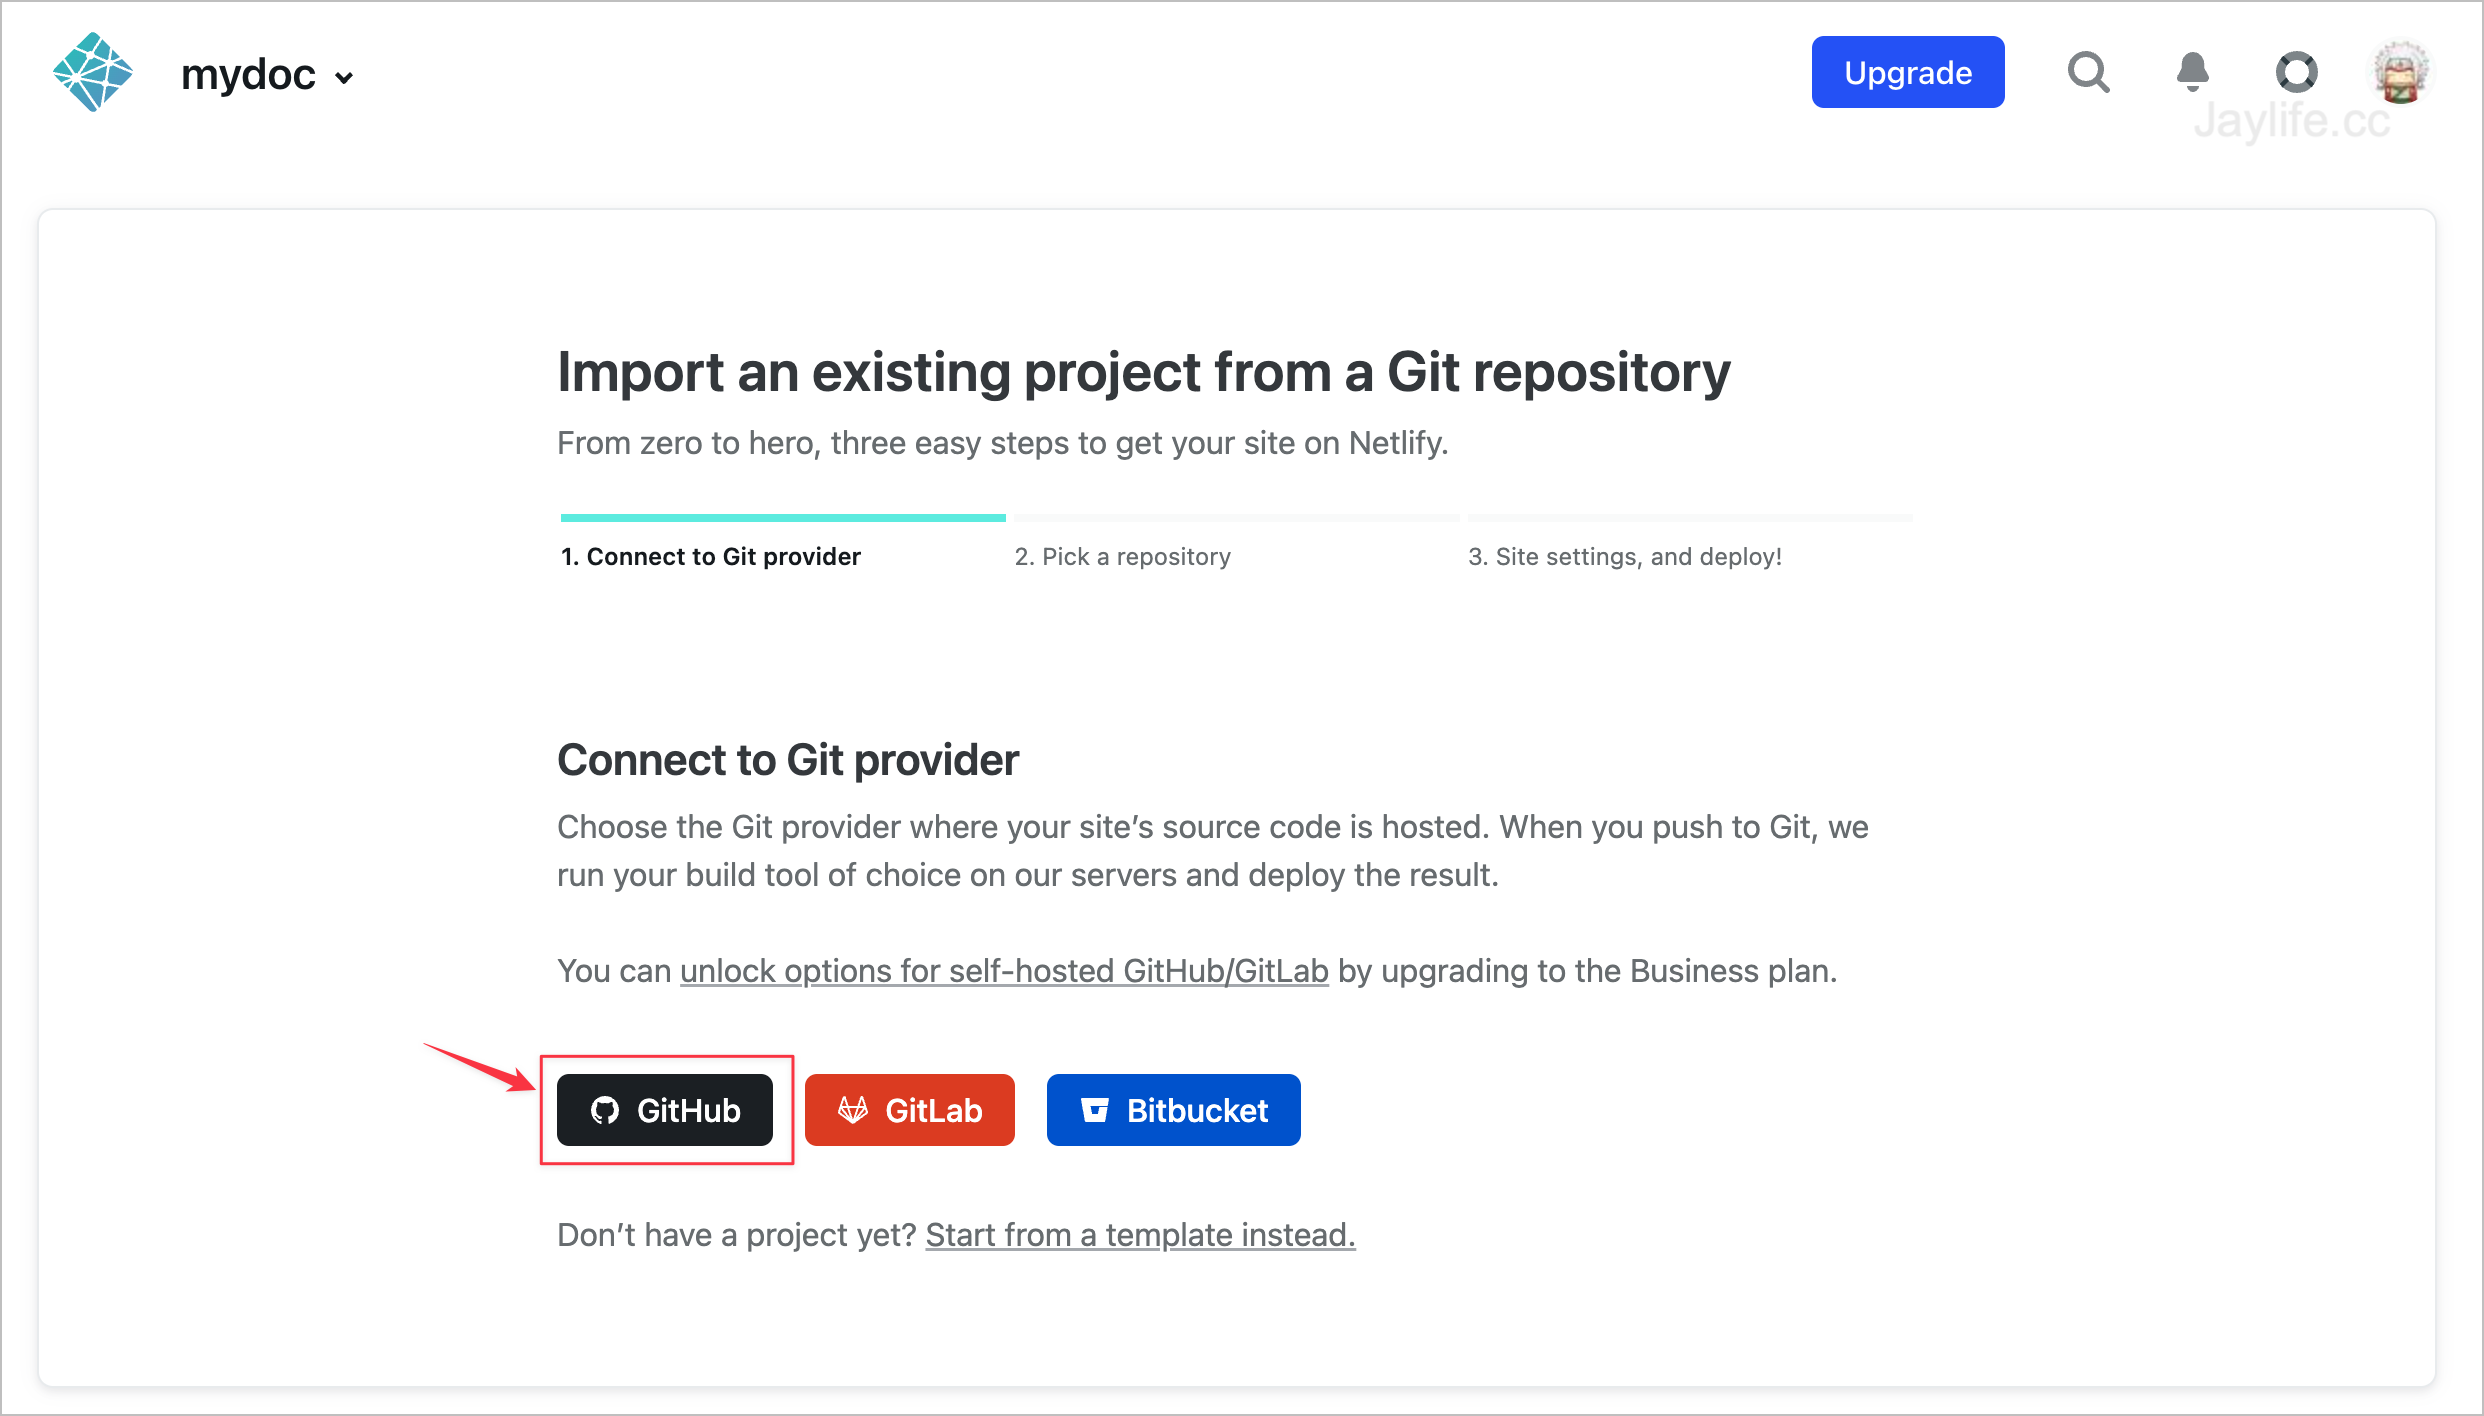 mydoc
Upgrade
Jaylife.cc
Import an existing project from a Git repository
From zero to hero, three easy steps to get your site on Netlify.
1. Connect to Git provider
2. Pick a repository
3. Site settings, and deploy!
Connect to Git provider
Choose the Git provider where your site’s source code is hosted. When you push to Git, we
run your build tool of choice on our servers and deploy the result.
You can unlock options for self-hosted GitHub/GitLab by upgrading to the Business plan.
GitHub
GitLab
Bitbucket
Don’t have a project yet? Start from a template instead.